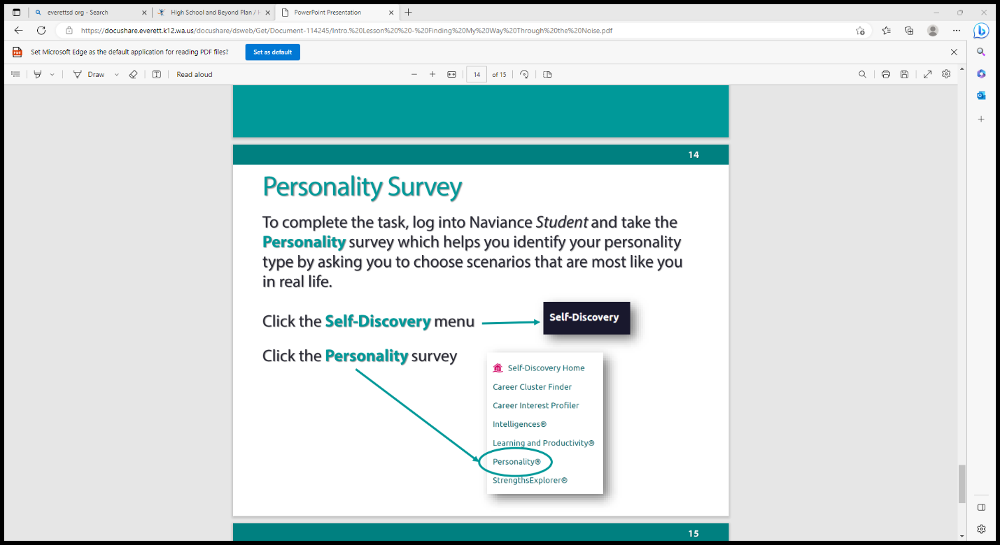 everettsd org - Search
High School and Beyond Plan / H
PowerPoint Presentation
https://docushare.everett.k12.wa.us/docushare/dsweb/Get/Document-114245/Intro.%20Lesson%20%20-%20Finding%20My%20Way%20Through%20the%20Noise.pdf
PDF
Set Microsoft Edge as the default application for reading PDF files?
Set as default
Draw
Read aloud
14
of 15
14
Personality Survey
To complete the task, log into Naviance Student and take the
Personality survey which helps you identify your personality
type by asking you to choose scenarios that are most like you
in real life.
Click the Self-Discovery menu
Self-Discovery
Click the Personality survey
Self-Discovery Home
Career Cluster Finder
Career Interest Profiler
Intelligences®
Learning and Productivity®
Personality®
StrengthsExplorer®
15